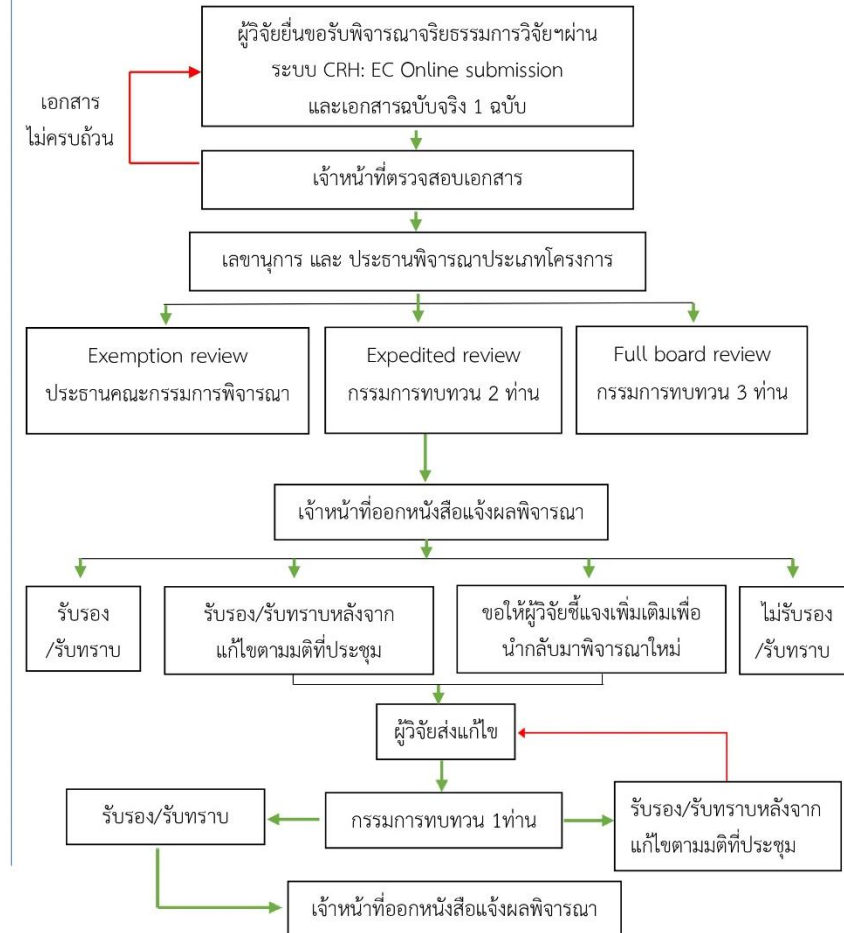 ผู้วิจัยยื่นขอรับพิจารณาจริยธรรมการวิจัยฯผ่าน
ระบบ CRH: EC Online submission
และเอกสารฉบับจริง 1 ฉบับ
เอกสาร
ไม่ครบถ้วน
เจ้าหน้าที่ตรวจสอบเอกสาร
เลขานุการ และ ประธานพิจารณาประเภทโครงการ
Exemption review
ประธานคณะกรรมการพิจารณา
Expedited review
กรรมการทบทวน 2 ท่าน
Full board review
กรรมการทบทวน 3 ท่าน
เจ้าหน้าที่ออกหนังสือแจ้งผลพิจารณา
รับรอง
/รับทราบ
รับรอง/รับทราบหลังจาก
แก้ไขตามมติที่ประชุม
ขอให้ผู้วิจัยชี้แจงเพิ่มเติมเพื่อ
นำกลับมาพิจารณาใหม่
ไม่รับรอง
/รับทราบ
ผู้วิจัยส่งแก้ไข
รับรอง/รับทราบ
กรรมการทบทวน 1ท่าน
รับรอง/รับทราบหลังจาก
แก้ไขตามมติที่ประชุม
เจ้าหน้าที่ออกหนังสือแจ้งผลพิจารณา